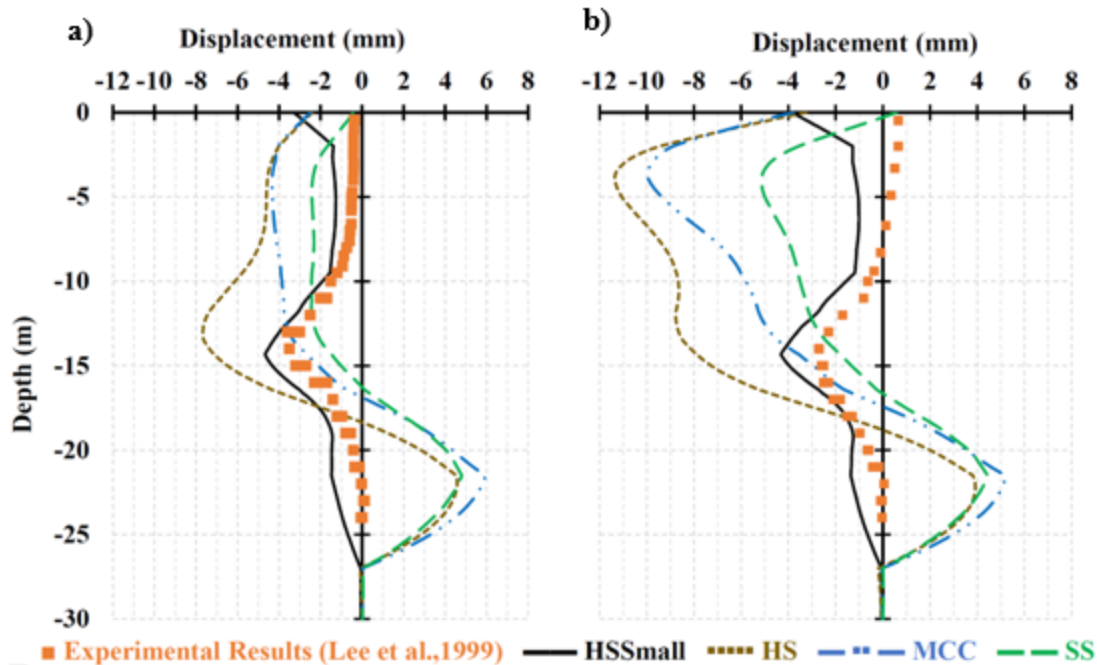 a)
Displacement (mm)
-12 -10 -8 -6 -4 -2 0 2 4 6 8
b)
Displacement (mm)
-12 -10 -8 -6 -4 -2 0 2 4 6 8
Depth (m)
0
-5
-10
-15
-20
-25
-30
Experimental Results (Lee et al.,1999) HSSmall HS MCC SS